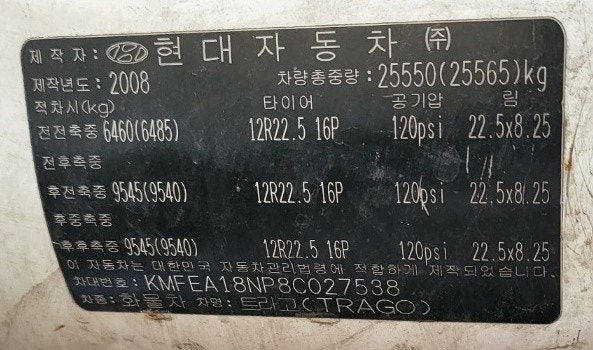 제작자: 현대자동차 ㈜
제작년도: 2008 차량총중량: 25550(25565)kg
적차시(kg) 타이어 공기압 림
전전축중 6460(6485) 12R22.5 16P 120psi 22.5x8.25
전후축중
후전축중 9545(9540) 12R22.5 16P 120psi 22.5x8.25
후중축중
후후축중 9545(9540) 12R22.5 16P 120psi 22.5x8.25
이 자동차는 대한민국 자동차관리법령에 적합하게 제작되었습니다.
차대번호: KMFEA18NP8C027538
차종: 화물차 차명: 트라고(TRAGO)